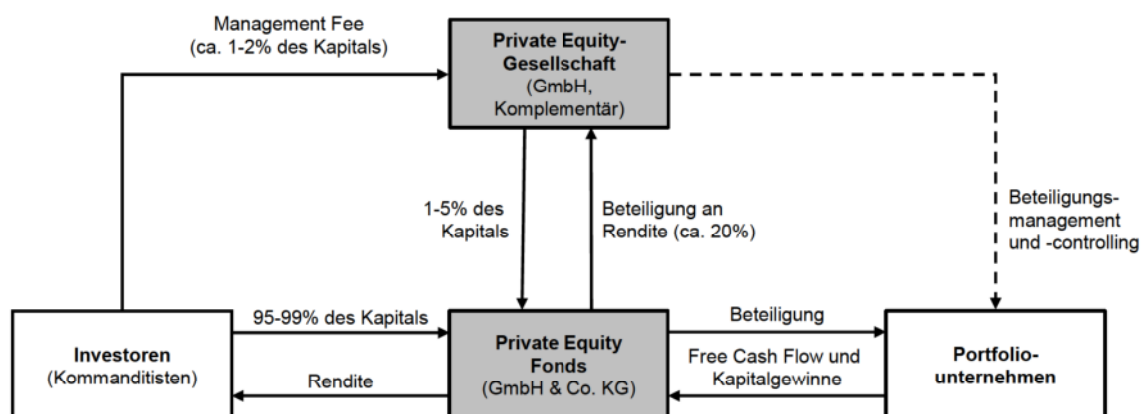 Management Fee
(ca. 1-2% des Kapitals)
Private Equity-
Gesellschaft
(GmbH,
Komplementär)
1-5% des
Kapitals
Beteiligung an
Rendite (ca. 20%)
Beteiligungs-
management
und -controlling
Investoren
(Kommanditisten)
95-99% des Kapitals
Rendite
Private Equity
Fonds
(GmbH & Co. KG)
Beteiligung
Free Cash Flow und
Kapitalgewinne
Portfolio-
unternehmen